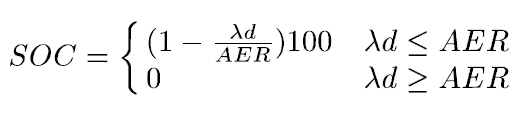 SOC = { (1 − λd/AER)100   λd ≤ AER
0   λd ≥ AER